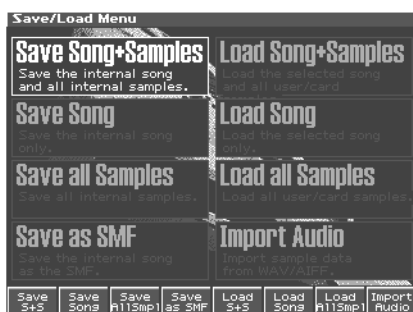 Save/Load Menu
Save Song+Samples
Save the internal song
and all internal samples.
Load Song+Samples
Load the selected song
and all user/card
Save Song
Save the internal song
only.
Load Song
Load the selected song
only.
Save all Samples
Save all internal samples.
Load all Samples
Load all user/card samples.
Save as SMF
Save the internal song
as the SMF.
Import Audio
Import sample data
from WAV/AIFF.
Save S+S
Save Song
Save AllSmpl
Save as SMF
Load S+S
Load Song
Load AllSmpl
Import Audio